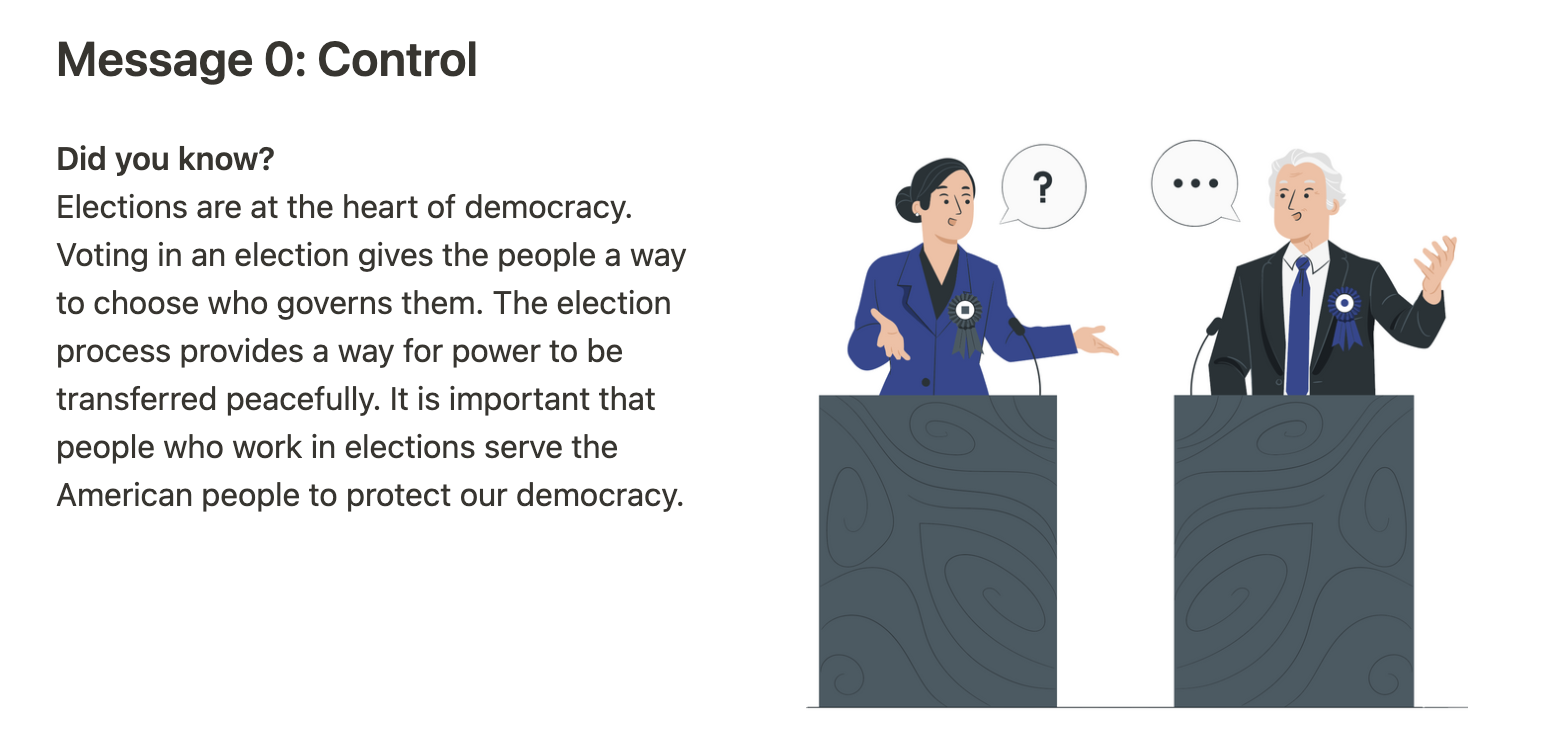 Message 0: Control
Did you know?
Elections are at the heart of democracy.
Voting in an election gives the people a way
to choose who governs them. The election
process provides a way for power to be
transferred peacefully. It is important that
people who work in elections serve the
American people to protect our democracy.
?
...